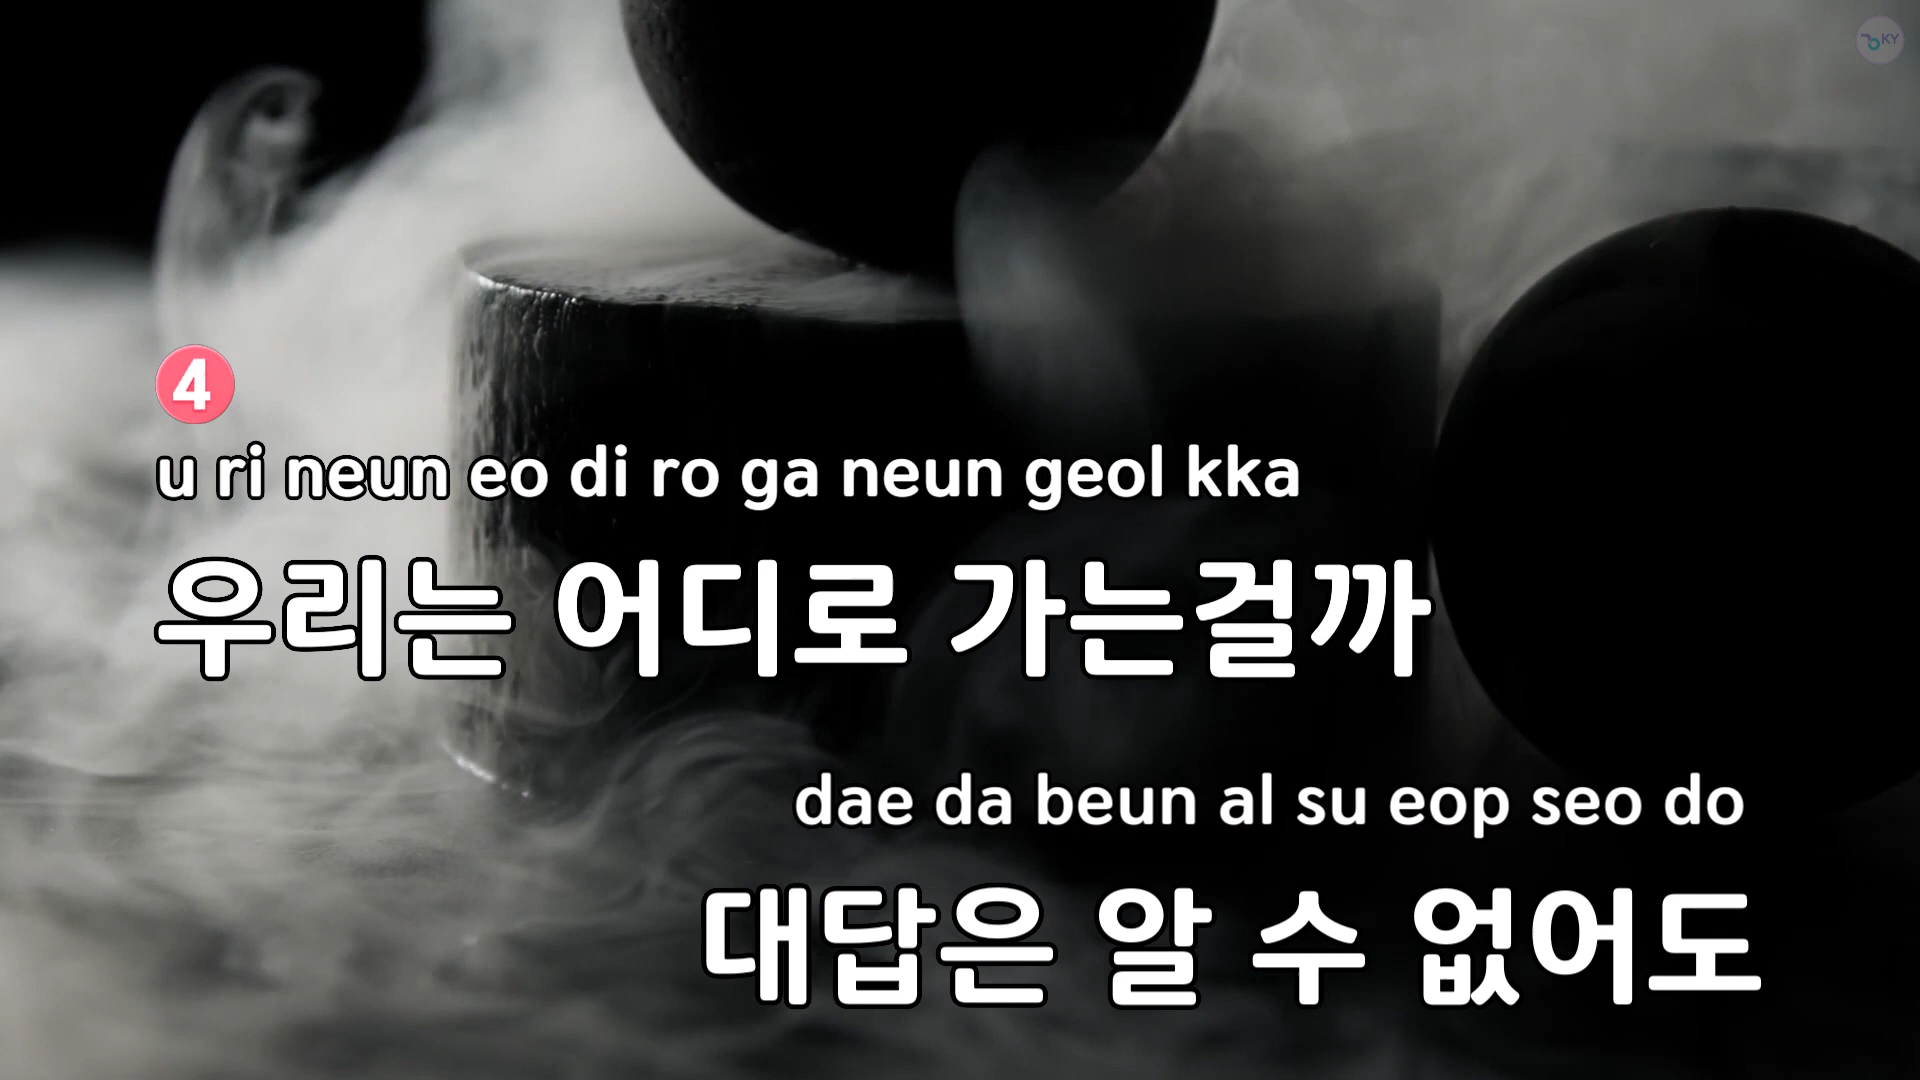 KY
4
u ri neun eo di ro ga neun geol kka
우리는 어디로 가는걸까
dae da beun al su eop seo do
대답은 알 수 없어도